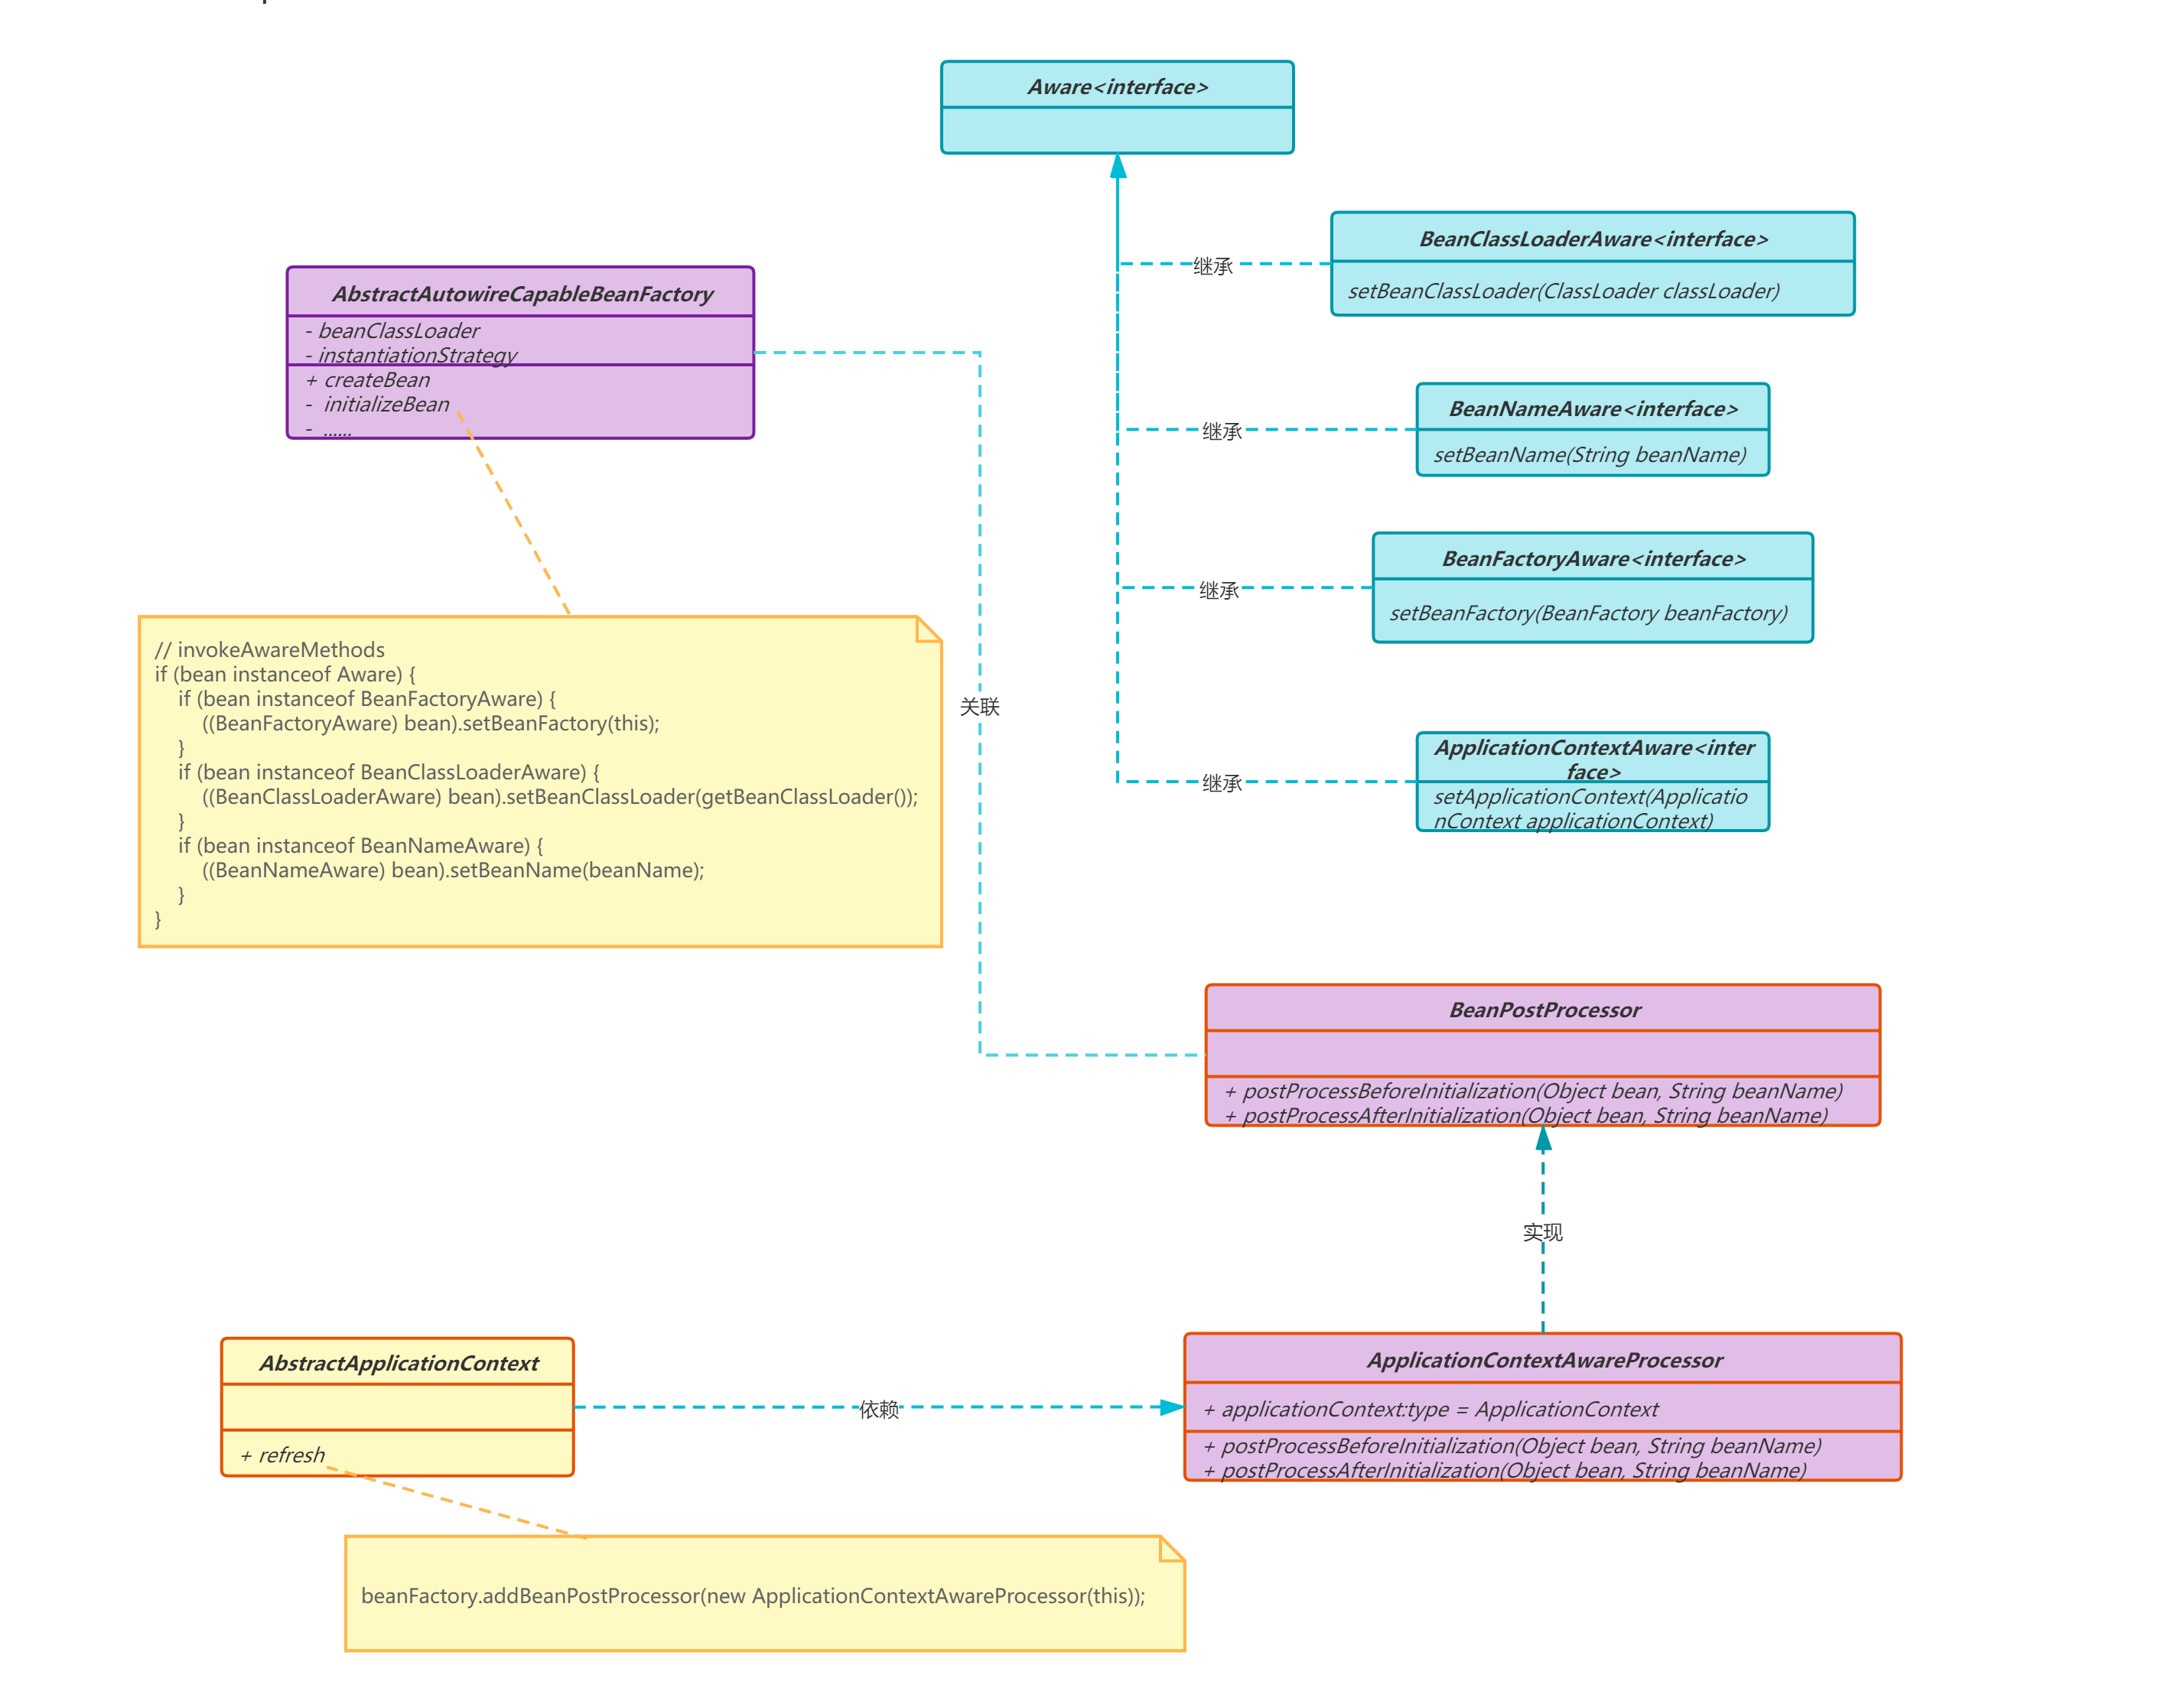 Aware<interface>
BeanClassLoaderAware<interface>
setBeanClassLoader(ClassLoader classLoader)
继承
AbstractAutowireCapableBeanFactory
- beanClassLoader
- instantiationStrategy
+ createBean
- initializeBean
- ......
BeanNameAware<interface>
setBeanName(String beanName)
继承
BeanFactoryAware<interface>
setBeanFactory(BeanFactory beanFactory)
继承
// invokeAwareMethods
if (bean instanceof Aware) {
    if (bean instanceof BeanFactoryAware) {
        ((BeanFactoryAware) bean).setBeanFactory(this);
    }
    if (bean instanceof BeanClassLoaderAware) {
        ((BeanClassLoaderAware) bean).setBeanClassLoader(getBeanClassLoader());
    }
    if (bean instanceof BeanNameAware) {
        ((BeanNameAware) bean).setBeanName(beanName);
    }
}
关联
ApplicationContextAware<inter
face>
setApplicationContext(Applicatio
nContext applicationContext)
继承
BeanPostProcessor
+ postProcessBeforeInitialization(Object bean, String beanName)
+ postProcessAfterInitialization(Object bean, String beanName)
实现
AbstractApplicationContext
+ refresh
依赖
ApplicationContextAwareProcessor
+ applicationContext:type = ApplicationContext
+ postProcessBeforeInitialization(Object bean, String beanName)
+ postProcessAfterInitialization(Object bean, String beanName)
beanFactory.addBeanPostProcessor(new ApplicationContextAwareProcessor(this));